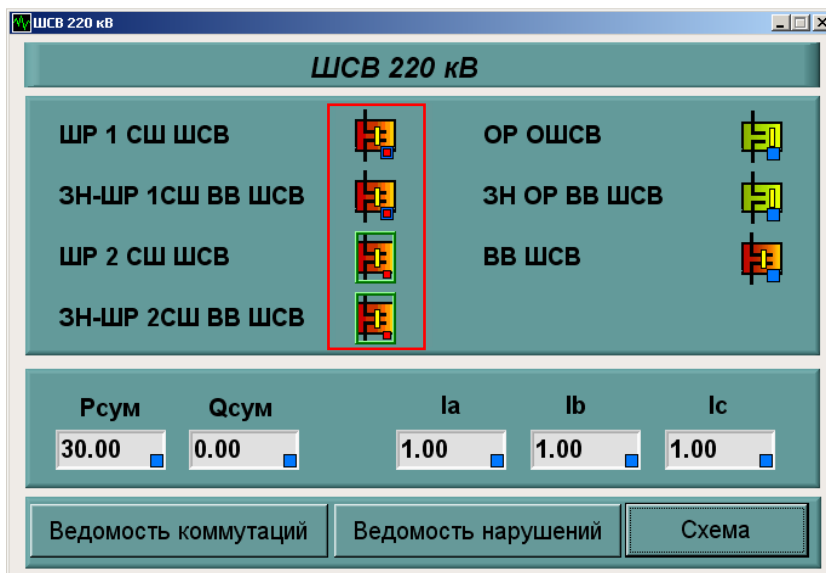 ШСВ 220 кВ
ШСВ 220 кВ
ШР 1 СШ ШСВ
ОР ОШСВ
ЗН-ШР 1СШ ВВ ШСВ
ЗН ОР ВВ ШСВ
ШР 2 СШ ШСВ
ВВ ШСВ
ЗН-ШР 2СШ ВВ ШСВ
Рсум Qсум Ia Ib Ic
30.00 0.00 1.00 1.00 1.00
Ведомость коммутаций Ведомость нарушений Схема